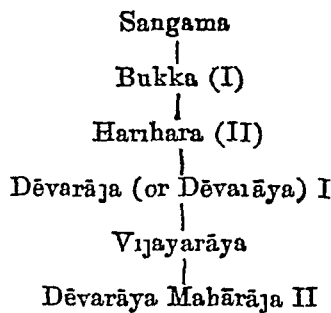 Sangama
Bukka (I)
Harihara (II)
Dēvarāja (or Dēvarāya) I
Vijayarāya
Dēvarāya Mahārāja II